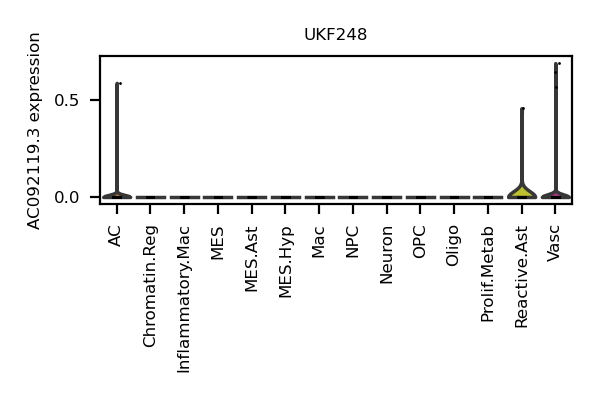 UKF248
AC092119.3 expression
0.5
0.0
AC
Chromatin.Reg
Inflammatory.Mac
MES
MES.Ast
MES.Hyp
Mac
NPC
Neuron
OPC
Oligo
Prolif.Metab
Reactive.Ast
Vasc